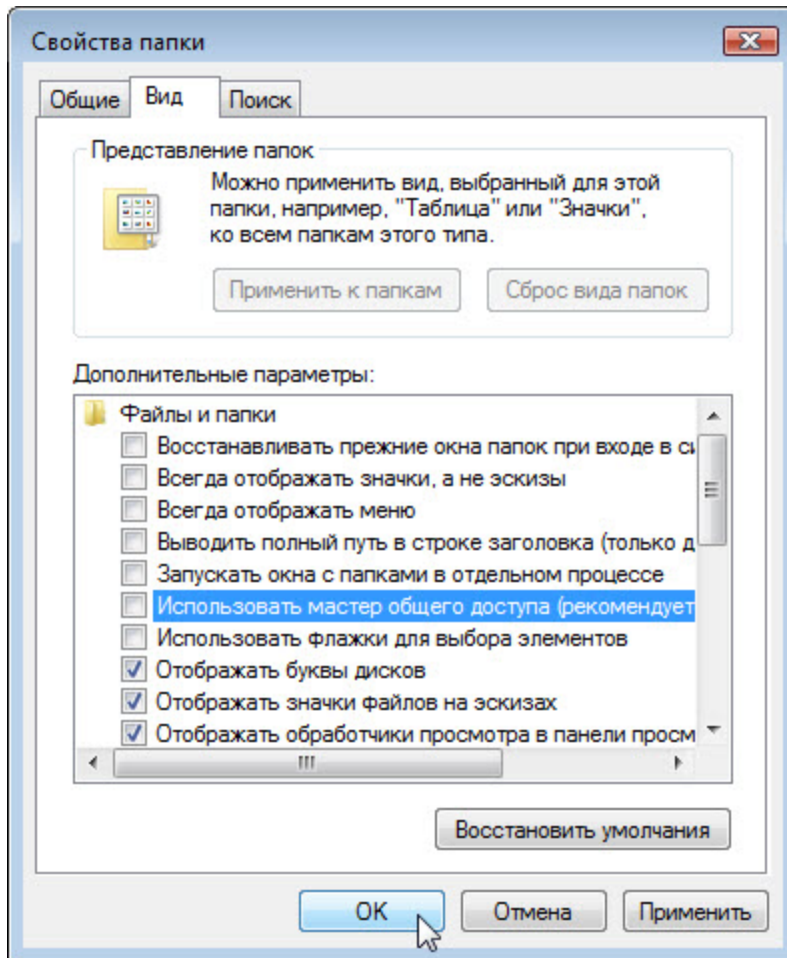 Свойства папки
Общие Вид Поиск
Представление папок
Можно применить вид, выбранный для этой
папки, например, "Таблица" или "Значки",
ко всем папкам этого типа.
Применить к папкам Сброс вида папок
Дополнительные параметры:
Файлы и папки
Восстанавливать прежние окна папок при входе в си
Всегда отображать значки, а не эскизы
Всегда отображать меню
Выводить полный путь в строке заголовка (только д
Запускать окна с папками в отдельном процессе
Использовать мастер общего доступа (рекомендует
Использовать флажки для выбора элементов
Отображать буквы дисков
Отображать значки файлов на эскизах
Отображать обработчики просмотра в панели просм
Восстановить умолчания
ОК Отмена Применить